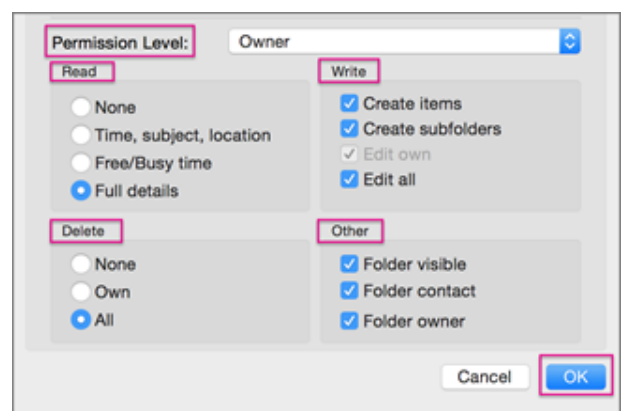 Permission Level: Owner
Read
None
Time, subject, location
Free/Busy time
Full details
Write
Create items
Create subfolders
Edit own
Edit all
Delete
None
Own
All
Other
Folder visible
Folder contact
Folder owner
Cancel OK